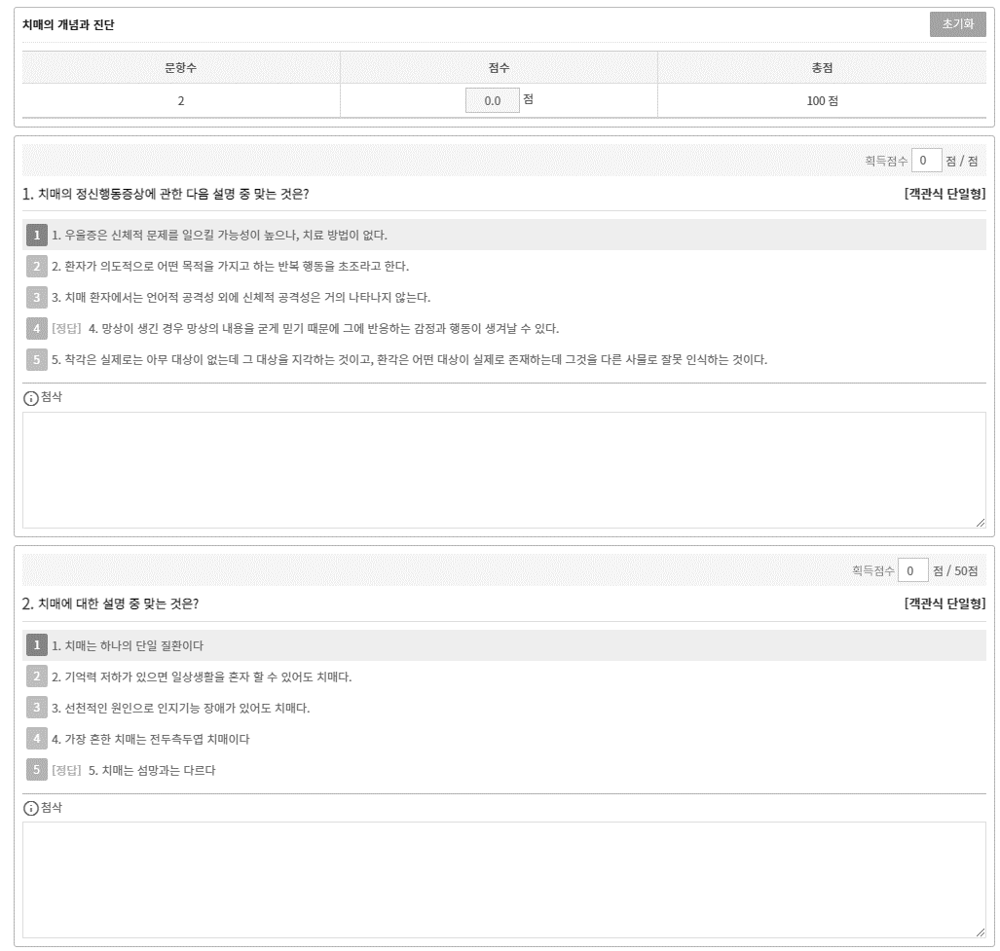 치매의 개념과 진단
초기화
문항수 점수 총점
2 0.0 점 100 점
획득점수 0 점 / 점
1. 치매의 정신행동증상에 관한 다음 설명 중 맞는 것은? [객관식 단일형]
1 1. 우울증은 신체적 문제를 일으킬 가능성이 높으나, 치료 방법이 없다.
2 2. 환자가 의도적으로 어떤 목적을 가지고 하는 반복 행동을 초조라고 한다.
3 3. 치매 환자에서는 언어적 공격성 외에 신체적 공격성은 거의 나타나지 않는다.
4 [정답] 4. 망상이 생긴 경우 망상의 내용을 굳게 믿기 때문에 그에 반응하는 감정과 행동이 생겨날 수 있다.
5 5. 착각은 실제로는 아무 대상이 없는데 그 대상을 지각하는 것이고, 환각은 어떤 대상이 실제로 존재하는데 그것을 다른 사물로 잘못 인식하는 것이다.
첨삭
획득점수 0 점 / 50점
2. 치매에 대한 설명 중 맞는 것은? [객관식 단일형]
1 1. 치매는 하나의 단일 질환이다
2 2. 기억력 저하가 있으면 일상생활을 혼자 할 수 있어도 치매다.
3 3. 선천적인 원인으로 인지기능 장애가 있어도 치매다.
4 4. 가장 흔한 치매는 전두측두엽 치매이다
5 [정답] 5. 치매는 섬망과는 다르다
첨삭